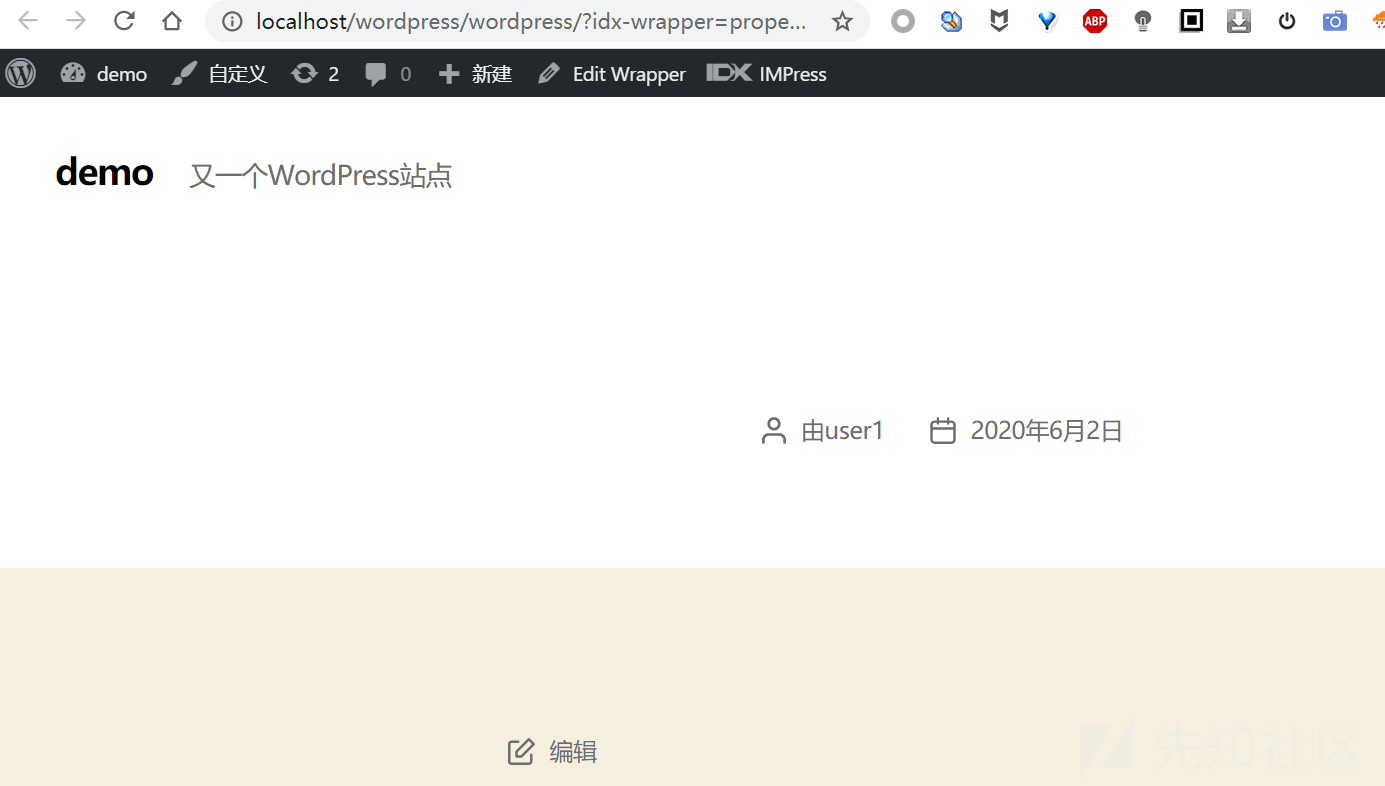 localhost/wordpress/wordpress/?idx-wrapper=prope...
ABP
demo 自定义 2 0 新建 Edit Wrapper IDX IMPress
demo 又一个WordPress站点
由user1 2020年6月2日
编辑
先知社区